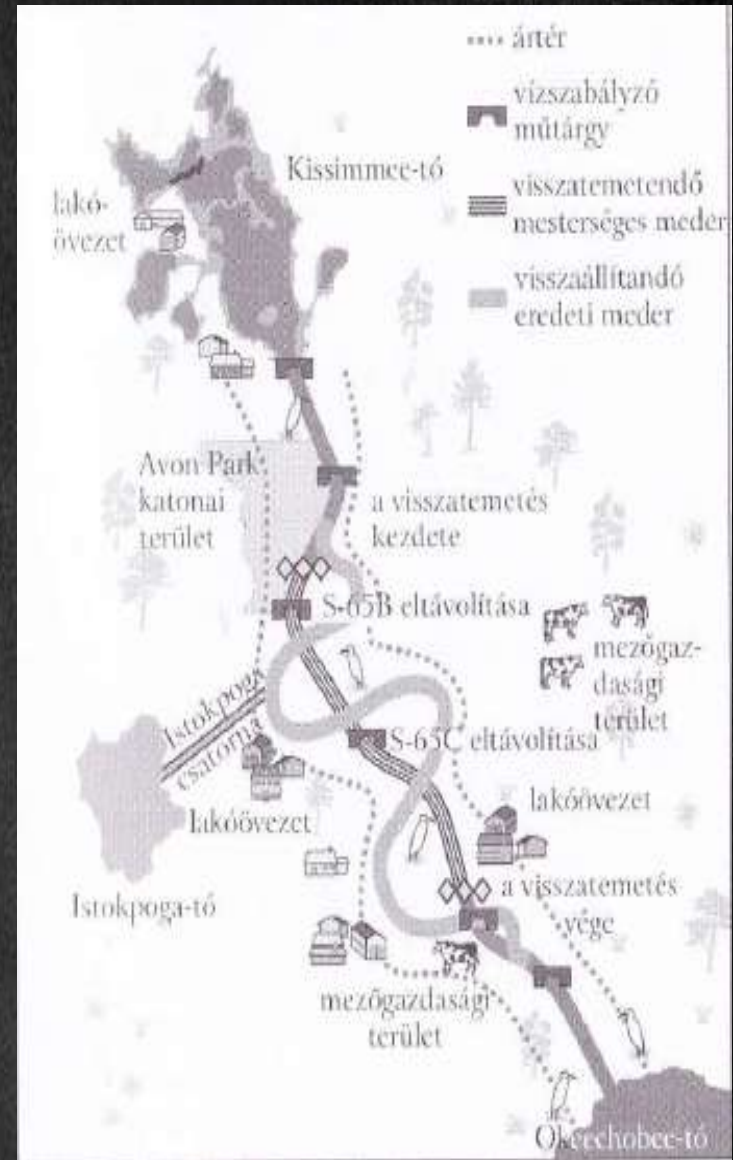 ártér
vízszabályzó
műtárgy
visszatemetendő
mesterséges meder
visszaállítandó
eredeti meder
Kissimmee-tó
lakó-
övezet
Avon Park
katonai
terület
a visszatemetés
kezdete
S-65B eltávolítása
mezőgaz-
dasági
terület
Istokpoga
csatorna
S-65C eltávolítása
lakóövezet
lakóövezet
Istokpoga-tó
a visszatemetés
vége
mezőgazdasági
terület
Okeechobee-tó